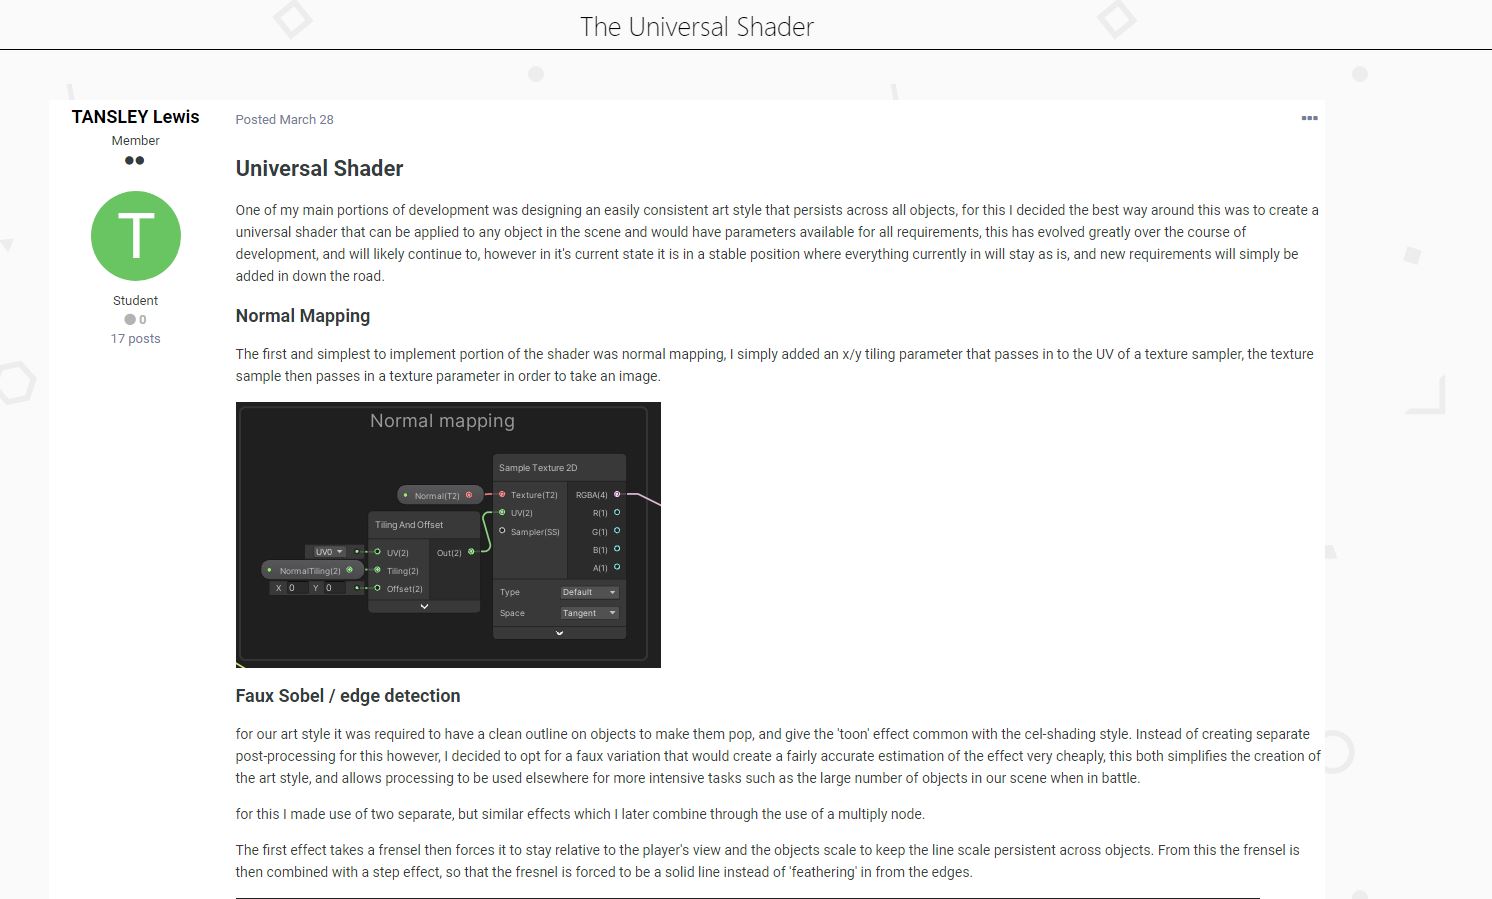 The Universal Shader
TANSLEY Lewis
Member
T
Student
0
17 posts
Posted March 28
Universal Shader
One of my main portions of development was designing an easily consistent art style that persists across all objects, for this I decided the best way around this was to create a
universal shader that can be applied to any object in the scene and would have parameters available for all requirements, this has evolved greatly over the course of
development, and will likely continue to, however in it's current state it is in a stable position where everything currently in will stay as is, and new requirements will simply be
added in down the road.
Normal Mapping
The first and simplest to implement portion of the shader was normal mapping, I simply added an x/y tiling parameter that passes in to the UV of a texture sampler, the texture
sample then passes in a texture parameter in order to take an image.
Normal mapping
Normal(T2)
Tiling And Offset
UV0
UV(2)
Out(2)
NormalTiling(2)
Tiling(2)
X 0 Y 0
Offset(2)
Sample Texture 2D
Texture(T2)
RGBA(4)
UV(2)
R(1)
Sampler(SS)
G(1)
B(1)
A(1)
Type
Default
Space
Tangent
Faux Sobel / edge detection
for our art style it was required to have a clean outline on objects to make them pop, and give the 'toon' effect common with the cel-shading style. Instead of creating separate
post-processing for this however, I decided to opt for a faux variation that would create a fairly accurate estimation of the effect very cheaply, this both simplifies the creation of
the art style, and allows processing to be used elsewhere for more intensive tasks such as the large number of objects in our scene when in battle.
for this I made use of two separate, but similar effects which I later combine through the use of a multiply node.
The first effect takes a frensel then forces it to stay relative to the player's view and the objects scale to keep the line scale persistent across objects. From this the frensel is
then combined with a step effect, so that the fresnel is forced to be a solid line instead of 'feathering' in from the edges.